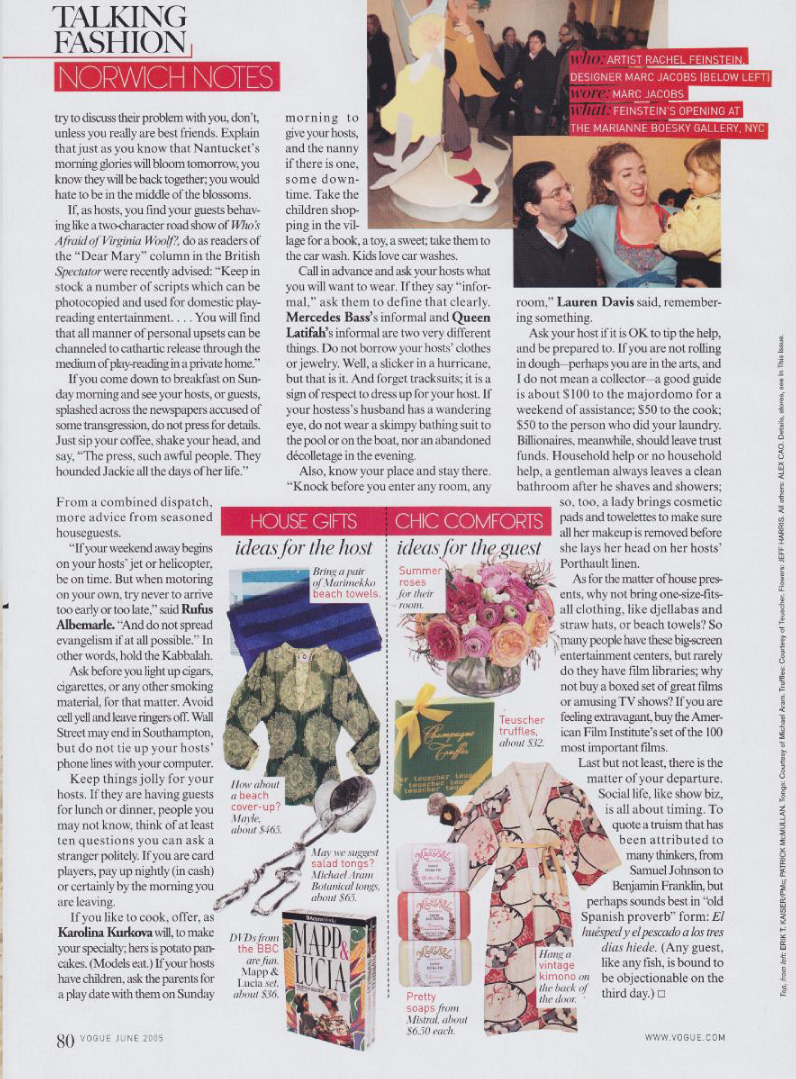 TALKING
FASHION
NORWICH NOTES
who: ARTIST RACHEL FEINSTEIN,
DESIGNER MARC JACOBS (BELOW LEFT)
wore: MARC JACOBS
what: FEINSTEIN'S OPENING AT
THE MARIANNE BOESKY GALLERY, NYC
try to discuss their problem with you, don't,
unless you really are best friends. Explain
that just as you know that Nantucket's
morning glories will bloom tomorrow, you
know they will be back together; you would
hate to be in the middle of the blossoms.
If, as hosts, you find your guests behav-
ing like a two-character road show of Who's
Afraid of Virginia Woolf?, do as readers of
the "Dear Mary" column in the British
Spectator were recently advised: "Keep in
stock a number of scripts which can be
photocopied and used for domestic play-
reading entertainment. . . . You will find
that all manner of personal upsets can be
channeled to cathartic release through the
medium of play-reading in a private home."
If you come down to breakfast on Sun-
day morning and see your hosts, or guests,
splashed across the newspapers accused of
some transgression, do not press for details.
Just sip your coffee, shake your head, and
say, "The press, such awful people. They
hounded Jackie all the days of her life."
From a combined dispatch,
more advice from seasoned
houseguests.
"If your weekend away begins
on your hosts' jet or helicopter,
be on time. But when motoring
on your own, try never to arrive
too early or too late," said Rufus
Albemarle. "And do not spread
evangelism if at all possible." In
other words, hold the Kabbalah.
Ask before you light up cigars,
cigarettes, or any other smoking
material, for that matter. Avoid
cell yell and leave ringers off. Wall
Street may end in Southampton,
but do not tie up your hosts'
phone lines with your computer.
Keep things jolly for your
hosts. If they are having guests
for lunch or dinner, people you
may not know, think of at least
ten questions you can ask a
stranger politely. If you are card
players, pay up nightly (in cash)
or certainly by the morning you
are leaving.
If you like to cook, offer, as
Karolina Kurkova will, to make
your specialty; hers is potato pan-
cakes. (Models eat.) If your hosts
have children, ask the parents for
a play date with them on Sunday
morning to
give your hosts,
and the nanny
if there is one,
some down-
time. Take the
children shop-
ping in the vil-
lage for a book, a toy, a sweet; take them to
the car wash. Kids love car washes.
Call in advance and ask your hosts what
you will want to wear. If they say "infor-
mal," ask them to define that clearly.
Mercedes Bass's informal and Queen
Latifah's informal are two very different
things. Do not borrow your hosts' clothes
or jewelry. Well, a slicker in a hurricane,
but that is it. And forget tracksuits; it is a
sign of respect to dress up for your host. If
your hostess's husband has a wandering
eye, do not wear a skimpy bathing suit to
the pool or on the boat, nor an abandoned
décolletage in the evening.
Also, know your place and stay there.
"Knock before you enter any room, any
room," Lauren Davis said, remember-
ing something.
Ask your host if it is OK to tip the help,
and be prepared to. If you are not rolling
in dough—perhaps you are in the arts, and
I do not mean a collector—a good guide
is about $100 to the majordomo for a
weekend of assistance; $50 to the cook;
$50 to the person who did your laundry.
Billionaires, meanwhile, should leave trust
funds. Household help or no household
help, a gentleman always leaves a clean
bathroom after he shaves and showers;
so, too, a lady brings cosmetic
pads and towelettes to make sure
all her makeup is removed before
she lays her head on her hosts'
Porthault linen.
As for the matter of house pres-
ents, why not bring one-size-fits-
all clothing, like djellabas and
straw hats, or beach towels? So
many people have these big-screen
entertainment centers, but rarely
do they have film libraries; why
not buy a boxed set of great films
or amusing TV shows? If you are
feeling extravagant, buy the Amer-
ican Film Institute's set of the 100
most important films.
Last but not least, there is the
matter of your departure.
Social life, like show biz,
is all about timing. To
quote a truism that has
been attributed to
many thinkers, from
Samuel Johnson to
Benjamin Franklin, but
perhaps sounds best in "old
Spanish proverb" form: El
huésped y el pescado a los tres
días hiede. (Any guest,
like any fish, is bound to
be objectionable on the
third day.) □
HOUSE GIFTS
ideas for the host
Bring a pair
of Marimekko
beach towels.
How about
a beach
cover-up?
Mayle,
about $465.
May we suggest
salad tongs?
Michael Aram
Botanical tongs,
about $65.
DVDs from
the BBC
are fun.
Mapp &
Lucia set,
about $36.
MAPP
&
LUCIA
CHIC COMFORTS
ideas for the guest
Summer
roses
for their
room.
Champagne
Truffles
teuscher
Teuscher
truffles,
about $32.
Mistral
Mistral
Mistral
Pretty
soaps from
Mistral, about
$6.50 each.
Hang a
vintage
kimono on
the back of
the door.
Top, from left: ERIK T. KAISER/PMc; PATRICK McMULLAN. Tongs: Courtesy of Michael Aram. Truffles: Courtesy of Teuscher. Flowers: JEFF HARRIS. All others: ALEX CAO. Details, stores, see In This Issue.
80 VOGUE JUNE 2005
WWW.VOGUE.COM